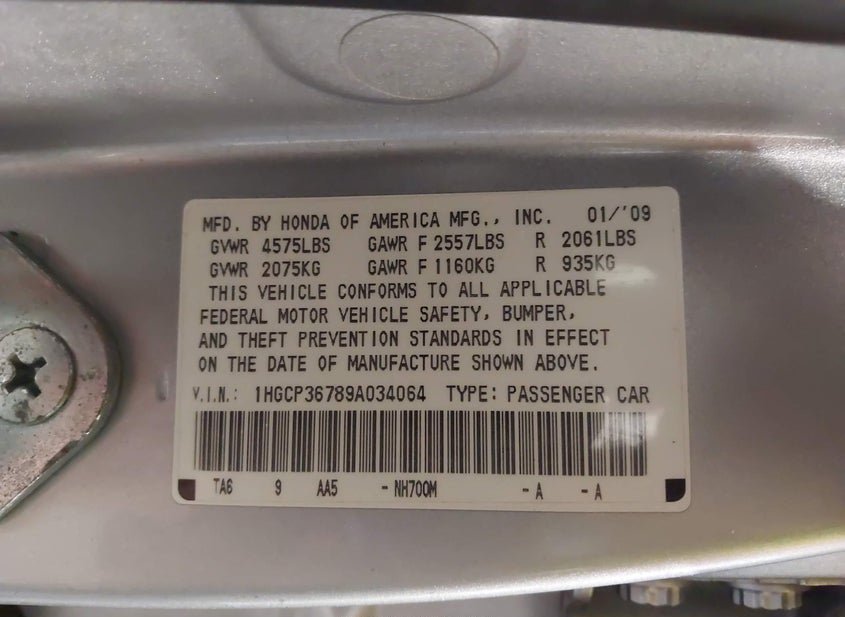 MFD. BY HONDA OF AMERICA MFG., INC. 01/'09
GVWR 4575LBS GAWR F 2557LBS R 2061LBS
GVWR 2075KG GAWR F 1160KG R 935KG
THIS VEHICLE CONFORMS TO ALL APPLICABLE
FEDERAL MOTOR VEHICLE SAFETY, BUMPER,
AND THEFT PREVENTION STANDARDS IN EFFECT
ON THE DATE OF MANUFACTURE SHOWN ABOVE.
V.I.N.: 1HGCP36789A034064 TYPE: PASSENGER CAR
TA6 9 AA5 - NH700M - A - A